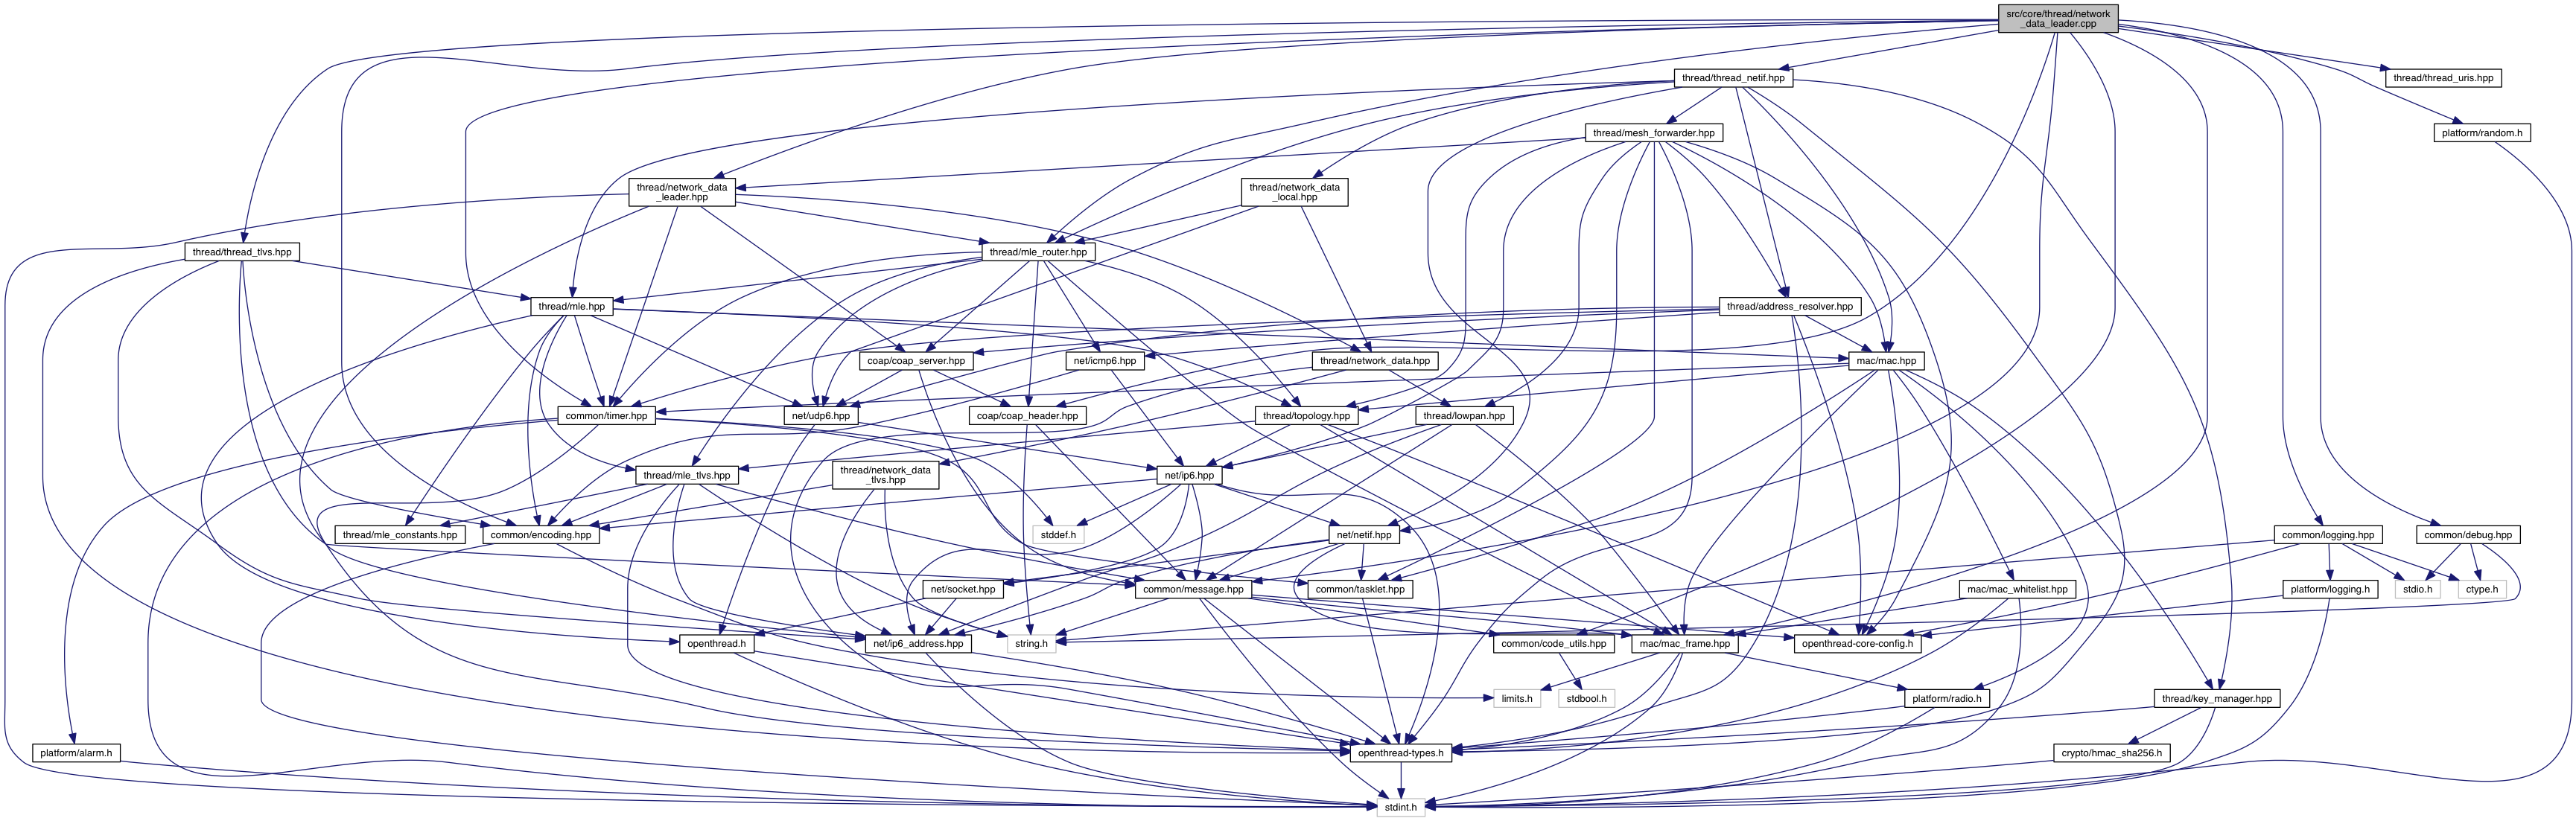 src/core/thread/network
_data_leader.cpp
thread/thread_netif.hpp
thread/thread_uris.hpp
thread/mesh_forwarder.hpp
platform/random.h
thread/network_data
_leader.hpp
thread/network_data
_local.hpp
thread/thread_tlvs.hpp
thread/mle_router.hpp
thread/mle.hpp
thread/address_resolver.hpp
coap/coap_server.hpp
net/icmp6.hpp
thread/network_data.hpp
mac/mac.hpp
common/timer.hpp
net/udp6.hpp
coap/coap_header.hpp
thread/topology.hpp
thread/lowpan.hpp
thread/mle_tlvs.hpp
thread/network_data
_tlvs.hpp
net/ip6.hpp
thread/mle_constants.hpp
common/encoding.hpp
stddef.h
net/netif.hpp
common/logging.hpp
common/debug.hpp
net/socket.hpp
common/message.hpp
common/tasklet.hpp
mac/mac_whitelist.hpp
platform/logging.h
stdio.h
ctype.h
openthread.h
net/ip6_address.hpp
string.h
common/code_utils.hpp
mac/mac_frame.hpp
openthread-core-config.h
limits.h
stdbool.h
platform/radio.h
thread/key_manager.hpp
platform/alarm.h
openthread-types.h
crypto/hmac_sha256.h
stdint.h